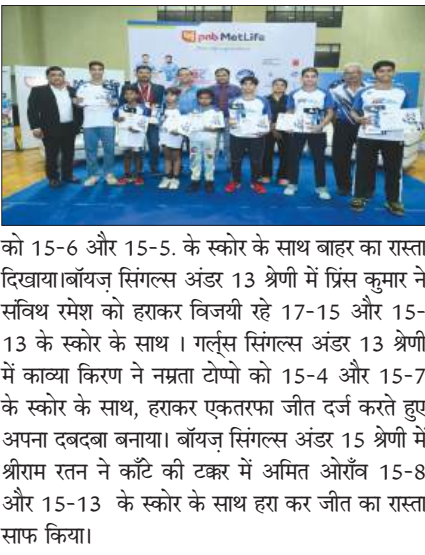 pnb MetLife
को 15-6 और 15-5. के स्कोर के साथ बाहर का रास्ता
दिखाया।बॉयज़ सिंगल्स अंडर 13 श्रेणी में प्रिंस कुमार ने
संविथ रमेश को हराकर विजयी रहे 17-15 और 15-
13 के स्कोर के साथ । गर्ल्स सिंगल्स अंडर 13 श्रेणी
में काव्या किरण ने नम्रता टोप्पो को 15-4 और 15-7
के स्कोर के साथ, हराकर एकतरफा जीत दर्ज करते हुए
अपना दबदबा बनाया। बॉयज़ सिंगल्स अंडर 15 श्रेणी में
श्रीराम रतन ने काँटे की टक्कर में अमित ओराँव 15-8
और 15-13 के स्कोर के साथ हरा कर जीत का रास्ता
साफ किया।